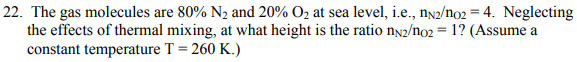 22. The gas molecules are 80% N₂ and 20% O₂ at sea level, i.e., nN2/nO2 = 4. Neglecting
the effects of thermal mixing, at what height is the ratio nN2/nO2 = 1? (Assume a
constant temperature T = 260 K.)